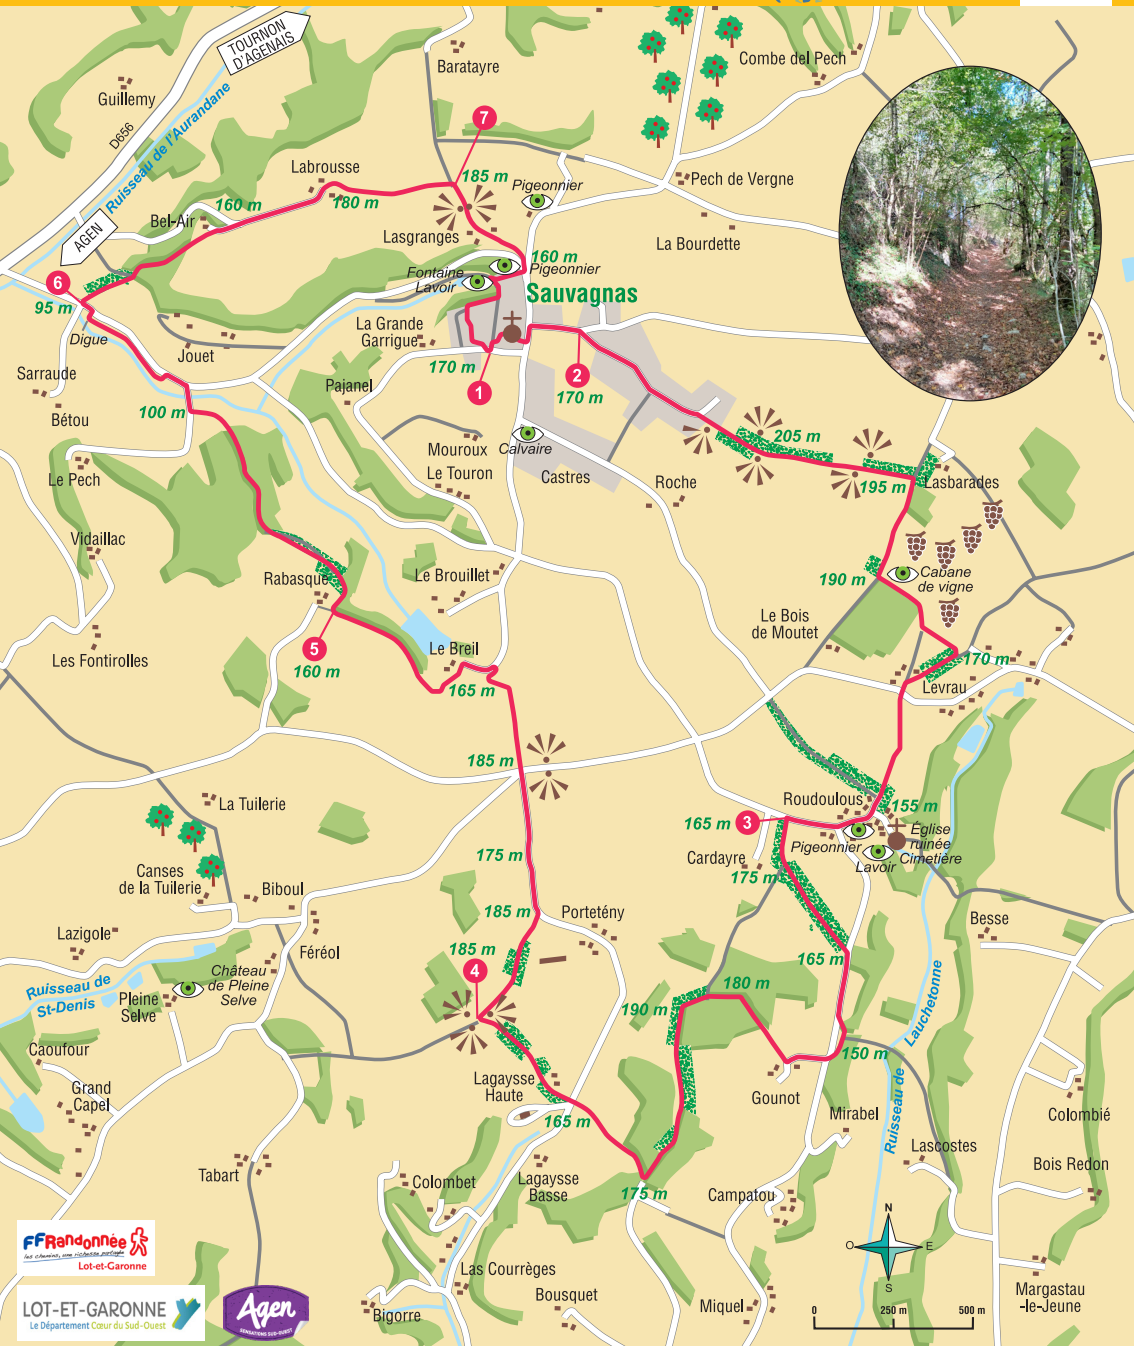 TOURNON
D'AGENAIS
Baratayre
Combe del Pech
Guillemy
D656
Ruisseau de l'Aurandane
7
Labrousse
185 m
Pigeonnier
Pech de Vergne
160 m
180 m
Bel-Air
AGEN
Lasgranges
La Bourdette
160 m
Pigeonnier
Fontaine
Lavoir
6
95 m
Sauvagnas
Digue
La Grande
Garrigue
Jouet
170 m
1
2
170 m
Sarraude
Pajanel
Bétou
100 m
Mouroux
Calvaire
205 m
Le Touron
Castres
Roche
195 m
Lasbarades
Le Pech
Vidaillac
Rabasque
Le Brouillet
190 m
Cabane
de vigne
Le Bois
de Moutet
5
160 m
Les Fontirolles
Le Breil
165 m
170 m
Levrau
185 m
La Tuilerie
Roudoulous
155 m
165 m
3
Pigeonnier
Église
ruinée
Cimetière
Lavoir
Cardayre
175 m
175 m
Canses
de la Tuilerie
Biboul
185 m
Portetény
Besse
Lazigole
Féréol
185 m
4
165 m
Château
de Pleine
Selve
Ruisseau de
St-Denis
Pleine
Selve
180 m
190 m
Ruisseau de Lauchetonne
150 m
Caoufour
Grand
Capel
Lagaysse
Haute
Gounot
165 m
Mirabel
Colombié
Lascostes
Tabart
Colombet
Lagaysse
Basse
175 m
Campatou
Bois Redon
N
O
E
S
FFRandonnée
les chemins, une richesse partagée
Lot-et-Garonne
Las Courrèges
Bousquet
Miquel
Margastau
-le-Jeune
Bigorre
0 250 m 500 m
LOT-ET-GARONNE
Le Département Cœur du Sud-Ouest
Agen
SENSATIONS SUD-OUEST